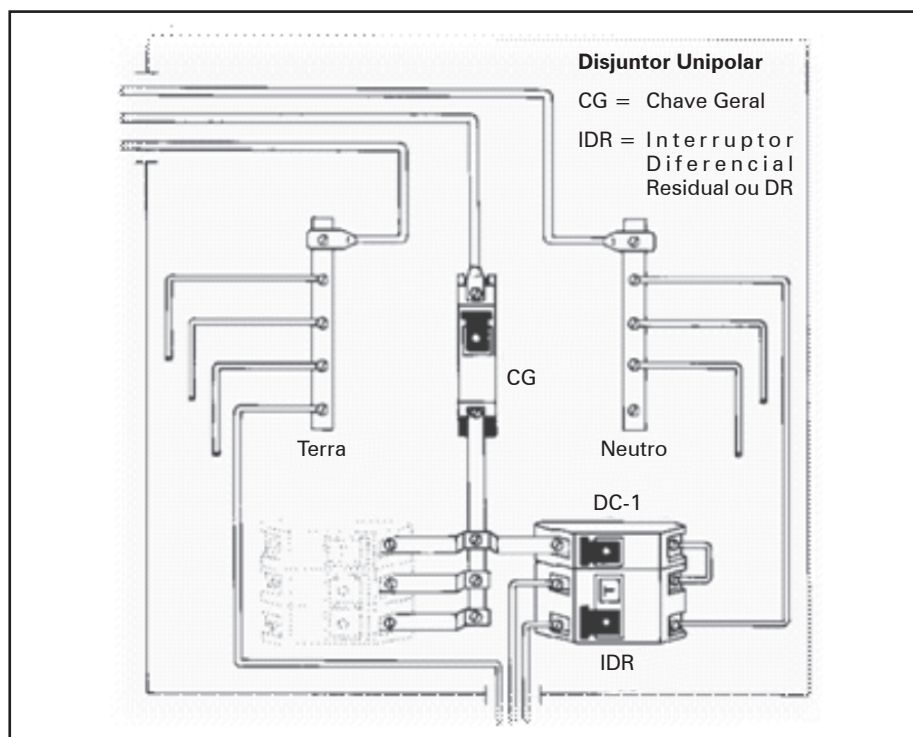 Disjuntor Unipolar
CG = Chave Geral
IDR = Interruptor
Diferencial
Residual ou DR
CG
Terra
Neutro
DC-1
T
IDR